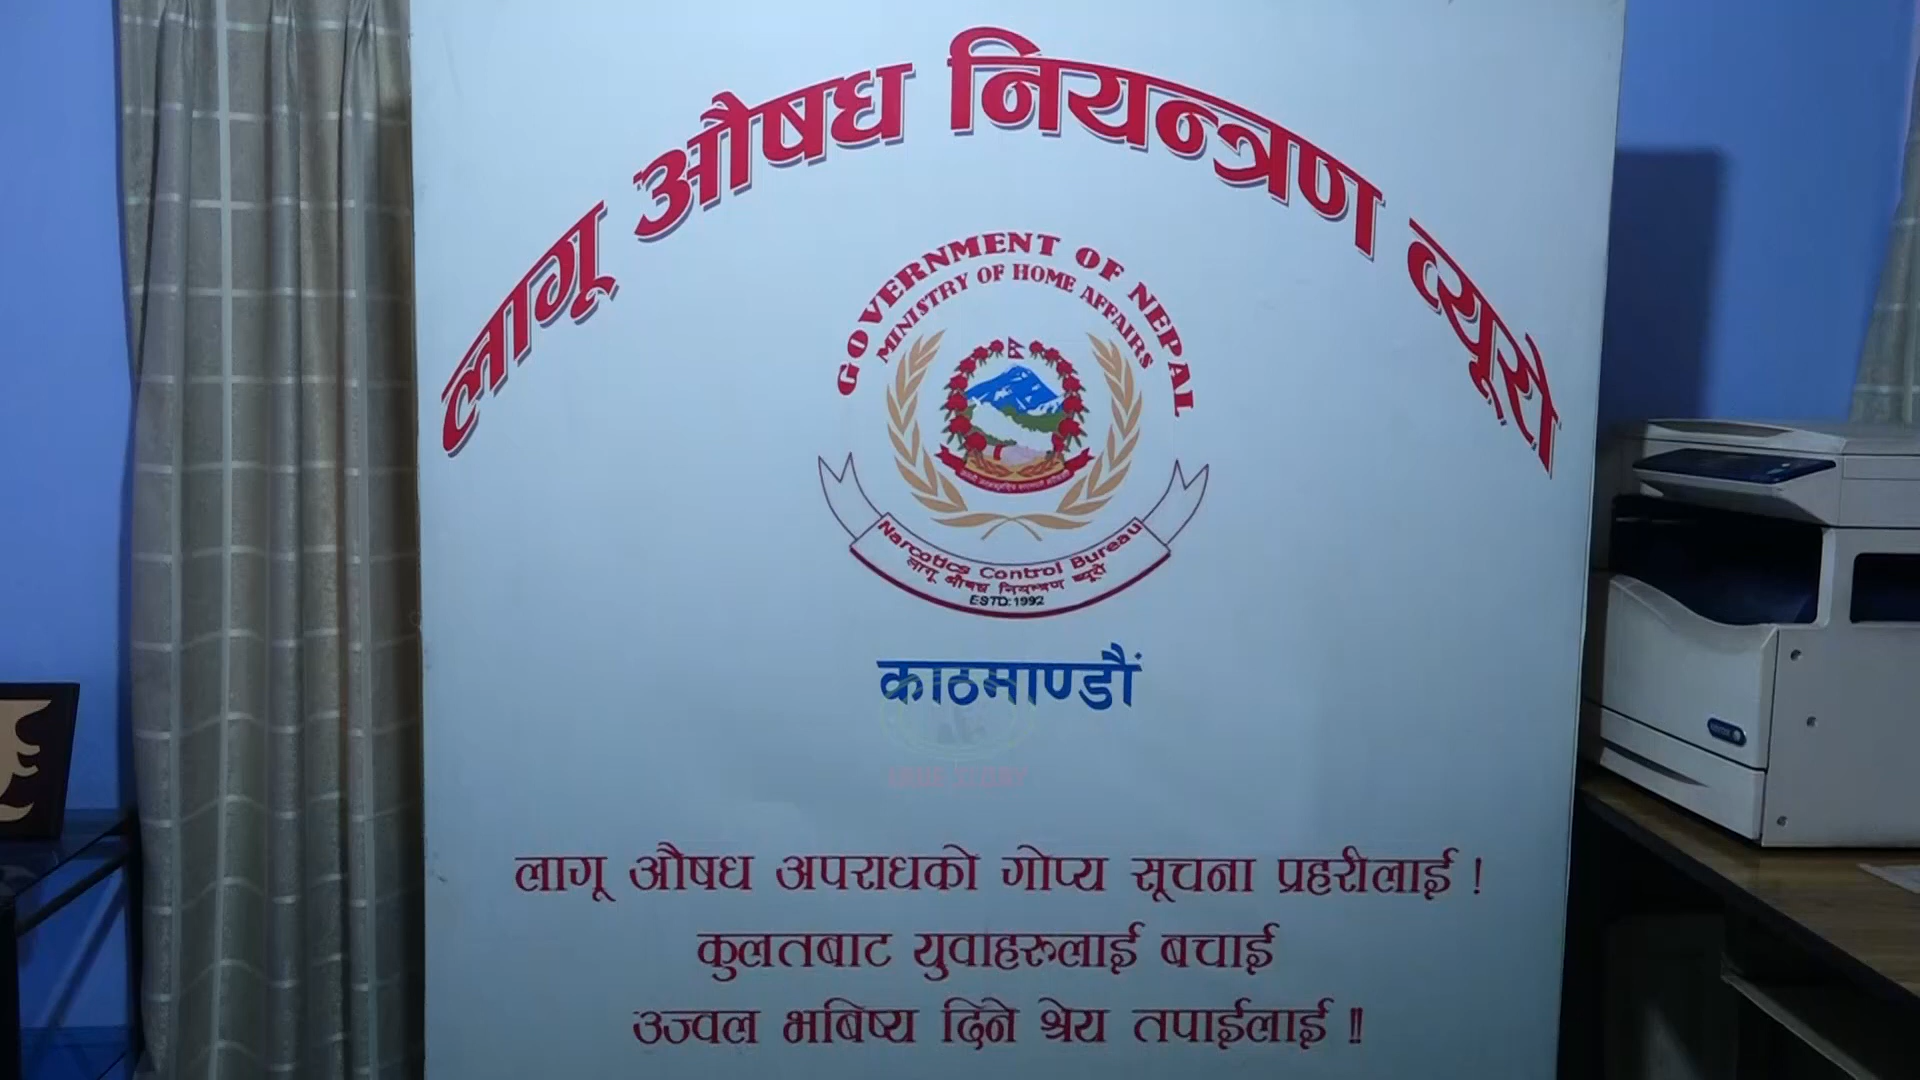 लागू औषध नियन्त्रण व्यूरो
GOVERNMENT OF NEPAL
MINISTRY OF HOME AFFAIRS
Narcotics Control Bureau
लागू औषध नियन्त्रण ब्यूरो
ESTD: 1992
काठमाण्डौं
लागू औषध अपराधको गोप्य सूचना प्रहरीलाई !
कुलतबाट युवाहरुलाई बचाई
उज्वल भबिष्य दिने श्रेय तपाईलाई !!